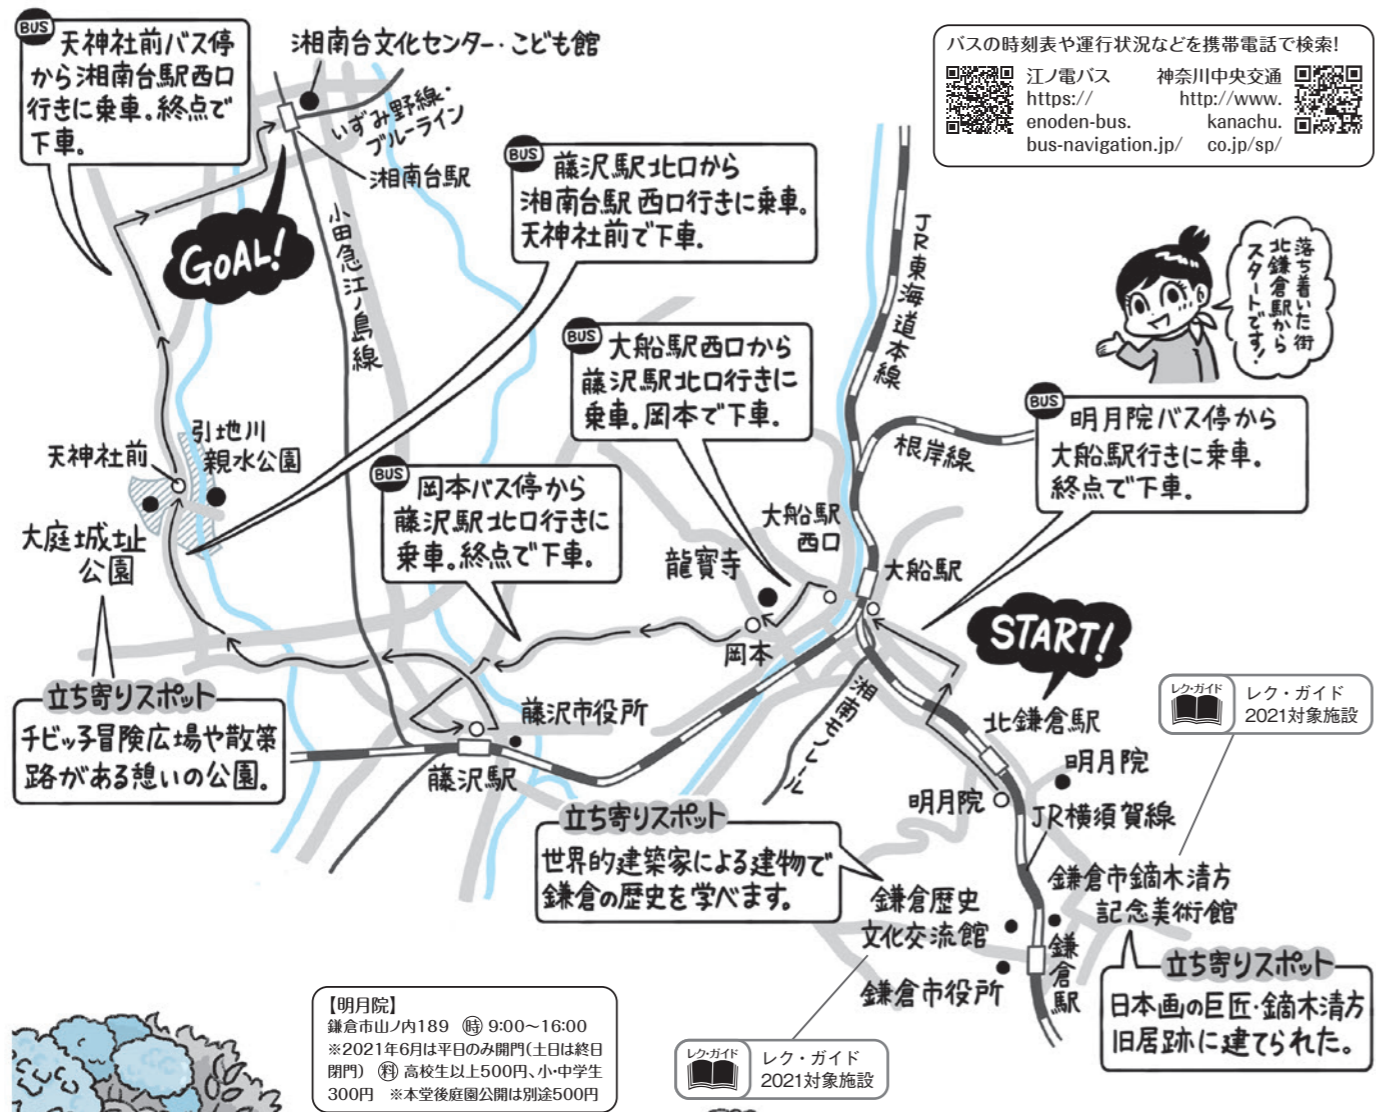 BUS
天神社前バス停
から湘南台駅西口
行きに乗車。終点で
下車。
湘南台文化センター・こども館
いずみ野線・
ブルーライン
湘南台駅
GOAL!
小田急江ノ島線
BUS
藤沢駅北口から
湘南台駅西口行きに乗車。
天神社前で下車。
バスの時刻表や運行状況などを携帯電話で検索!
江ノ電バス
https://
enoden-bus.
bus-navigation.jp/
神奈川中央交通
http://www.
kanachu.
co.jp/sp/
落ち着いた街
北鎌倉駅から
スタートです!
JR東海道本線
BUS
大船駅西口から
藤沢駅北口行きに
乗車。岡本で下車。
根岸線
BUS
明月院バス停から
大船駅行きに乗車。
終点で下車。
天神社前
引地川
親水公園
大庭城址
公園
BUS
岡本バス停から
藤沢駅北口行きに
乗車。終点で下車。
大船駅
西口
龍寳寺
大船駅
岡本
START!
立ち寄りスポット
チビッ子冒険広場や散策
路がある憩いの公園。
藤沢市役所
藤沢駅
湘南モノレール
北鎌倉駅
明月院
明月院
JR横須賀線
レク・ガイド
レク・ガイド
2021対象施設
立ち寄りスポット
世界的建築家による建物で
鎌倉の歴史を学べます。
鎌倉歴史
文化交流館
鎌倉市役所
鎌倉市鏑木清方
記念美術館
鎌倉駅
立ち寄りスポット
日本画の巨匠・鏑木清方
旧居跡に建てられた。
【明月院】
鎌倉市山ノ内189 ㊐時 9:00〜16:00
※2021年6月は平日のみ開門(土日は終日
閉門) 料 高校生以上500円、小・中学生
300円 ※本堂後庭園公開は別途500円
レク・ガイド
レク・ガイド
2021対象施設